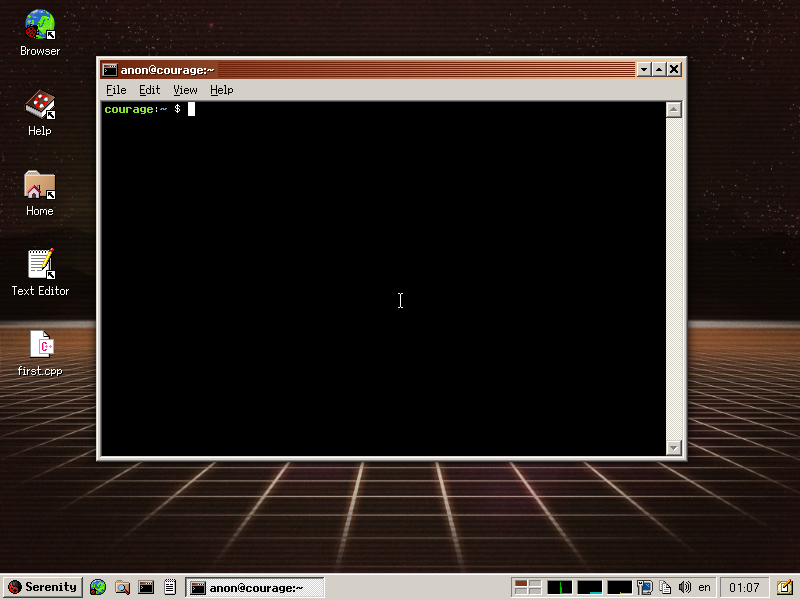 Browser
Help
Home
Text Editor
first.cpp
anon@courage:~
File Edit View Help
courage:~ $
C+
Serenity
anon@courage:~
en
01:07